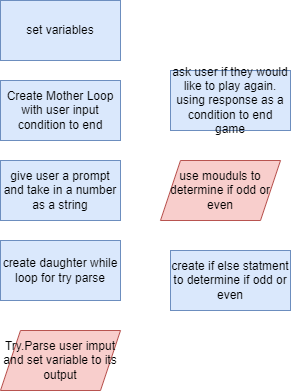 set variables
Create Mother Loop
with user input
condition to end
give user a prompt
and take in a number
as a string
create daughter while
loop for try parse
Try.Parse user imput
and set variable to its
output
ask user if they would
like to play again.
using response as a
condition to end
game
use mouduls to
determine if odd or
even
create if else statment
to determine if odd or
even